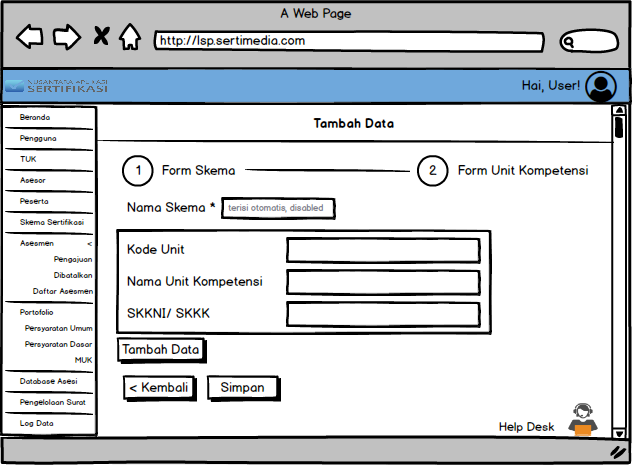 A Web Page
http://lsp.sertimedia.com
NUSANTARA APLIKASI
SERTIFIKASI
Hai, User!
Beranda
Pengguna
TUK
Asesor
Peserta
Skema Sertifikasi
Asesmen <
Pengajuan
Dibatalkan
Daftar Asesmen
Portofolio
Persyaratan Umum
Persyaratan Dasar
MUK
Database Asesi
Pengelolaan Surat
Log Data
Tambah Data
1 Form Skema
2 Form Unit Kompetensi
Nama Skema * terisi otomatis, disabled
Kode Unit
Nama Unit Kompetensi
SKKNI/ SKKK
Tambah Data
< Kembali
Simpan
Help Desk